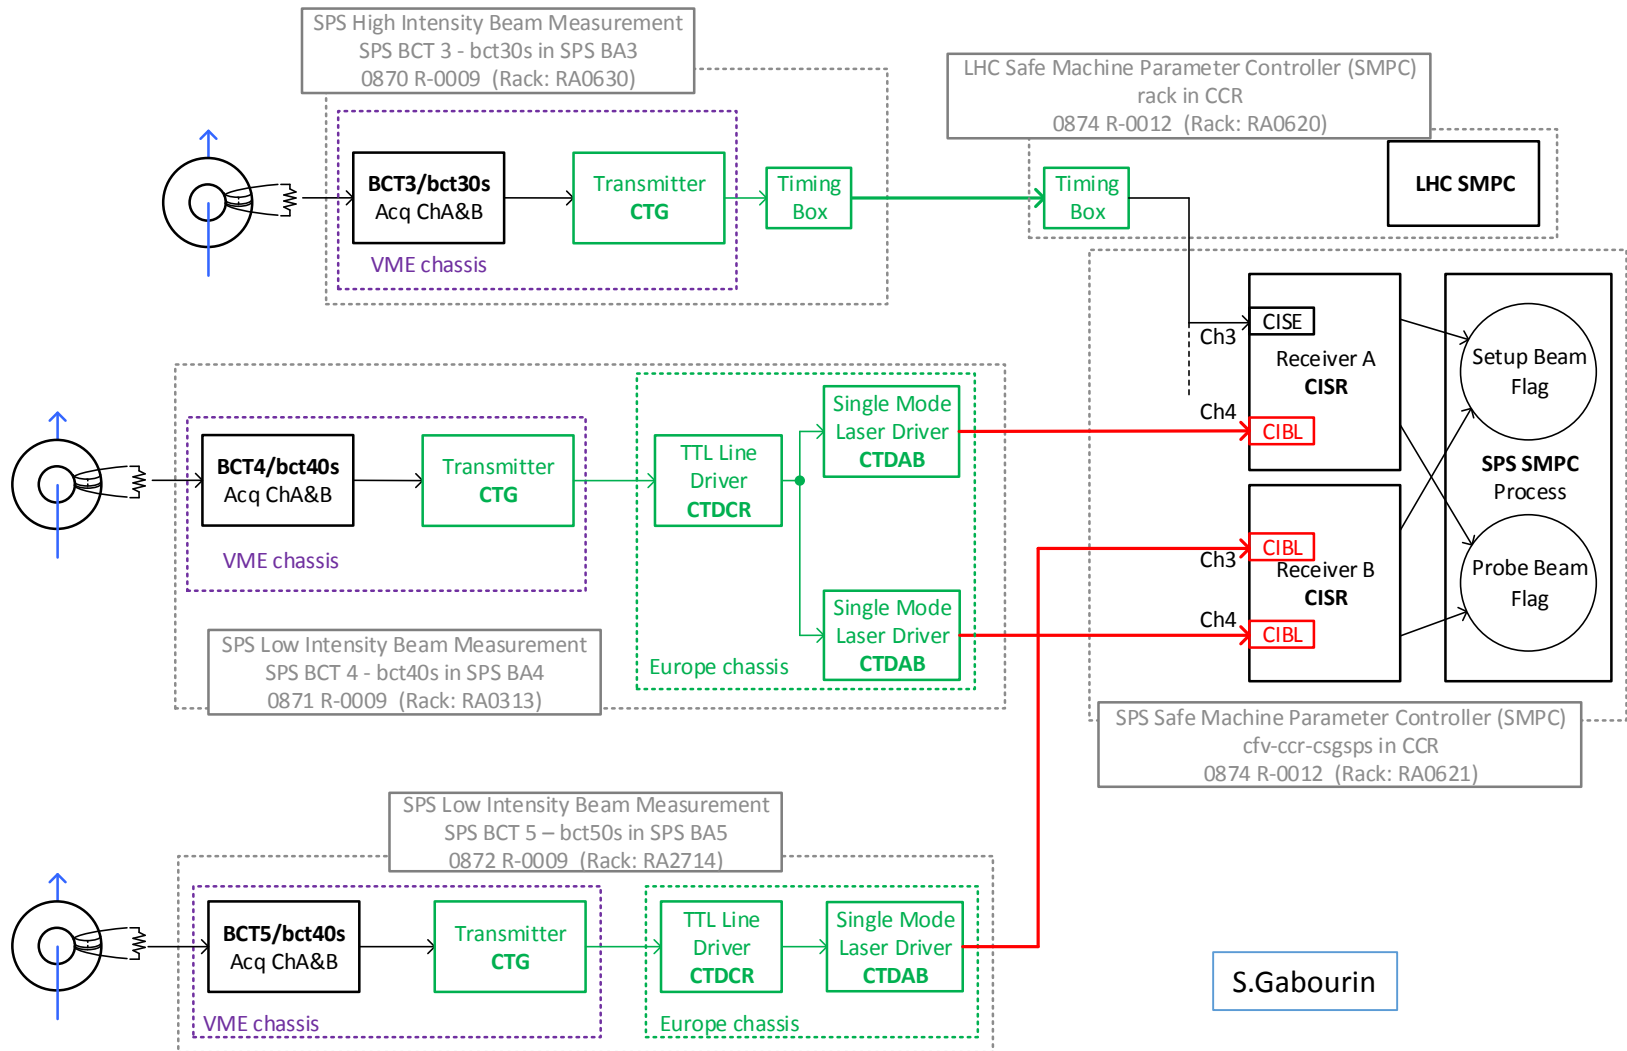 SPS High Intensity Beam Measurement
SPS BCT 3 - bct30s in SPS BA3
0870 R-0009  (Rack: RA0630)
LHC Safe Machine Parameter Controller (SMPC)
rack in CCR
0874 R-0012  (Rack: RA0620)
BCT3/bct30s
Acq ChA&B
Transmitter
CTG
Timing
Box
Timing
Box
LHC SMPC
VME chassis
CISE
Ch3
Receiver A
CISR
Ch4
CIBL
Setup Beam
Flag
SPS SMPC
Process
Probe Beam
Flag
CIBL
Ch3
Receiver B
CISR
Ch4
CIBL
BCT4/bct40s
Acq ChA&B
Transmitter
CTG
VME chassis
TTL Line
Driver
CTDCR
Single Mode
Laser Driver
CTDAB
Single Mode
Laser Driver
CTDAB
Europe chassis
SPS Low Intensity Beam Measurement
SPS BCT 4 - bct40s in SPS BA4
0871 R-0009  (Rack: RA0313)
SPS Safe Machine Parameter Controller (SMPC)
cfv-ccr-csgsps in CCR
0874 R-0012  (Rack: RA0621)
SPS Low Intensity Beam Measurement
SPS BCT 5 – bct50s in SPS BA5
0872 R-0009  (Rack: RA2714)
BCT5/bct40s
Acq ChA&B
Transmitter
CTG
VME chassis
TTL Line
Driver
CTDCR
Single Mode
Laser Driver
CTDAB
Europe chassis
S.Gabourin